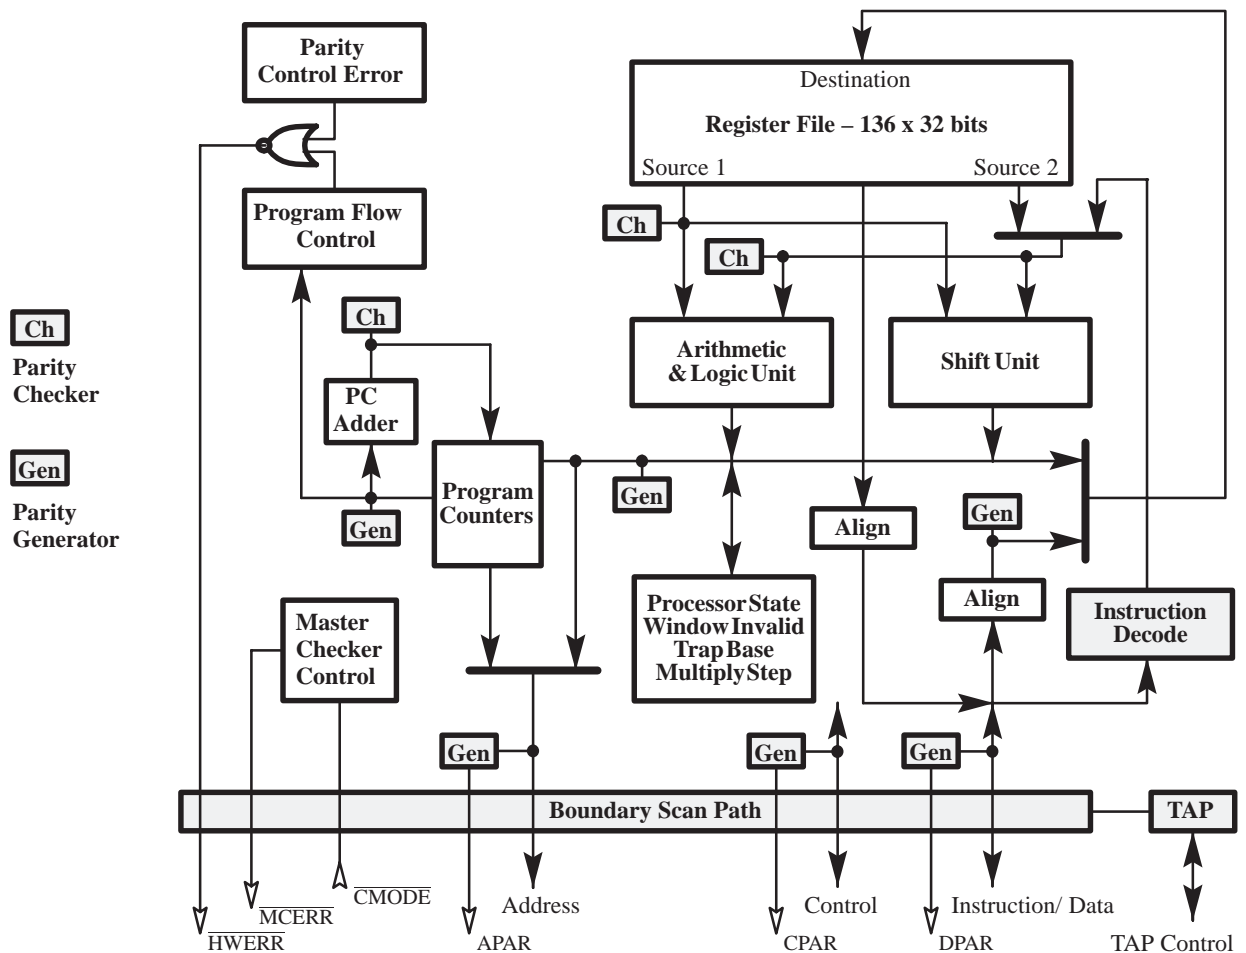 Parity
Control Error
Destination
Register File – 136 x 32 bits
Source 1
Source 2
Program Flow
Control
Ch
Ch
Ch
Ch
Parity
Checker
Arithmetic
& Logic Unit
Shift Unit
PC
Adder
Gen
Parity
Generator
Program
Counters
Gen
Gen
Align
Gen
Align
Instruction
Decode
Master
Checker
Control
Processor State
Window Invalid
Trap Base
Multiply Step
Gen
Gen
Gen
Boundary Scan Path
TAP
CMODE
MCERR
HWERR
Address
APAR
Control
CPAR
Instruction/ Data
DPAR
TAP Control